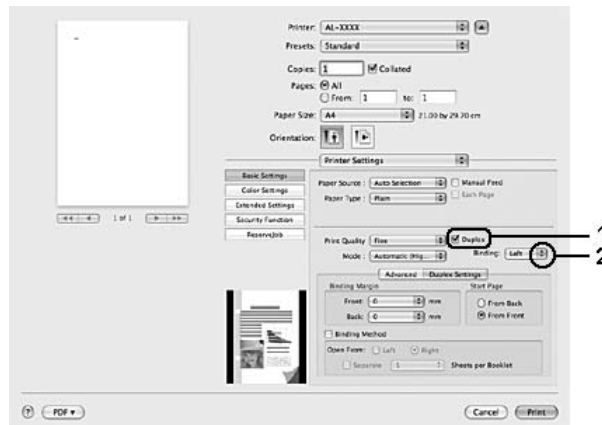 Printer: AL-XXXX
Presets: Standard
Copies: 1 Collated
Pages: All
From: 1 to: 1
Paper Size: A4 21.00 by 29.70 cm
Orientation:
Printer Settings
Basic Settings
Color Settings
Extended Settings
Security Function
ReserveJob
Paper Source : Auto Selection Manual Feed
Paper Type : Plain Each Page
1 of 1
Print Quality Fine Duplex 1
Mode : Automatic (Hig... Binding: Left 2
Advanced Duplex Settings
Binding Margin Start Page
Front: 0 mm From Back
Back: 0 mm From Front
Binding Method
Open From: Left Right
Separate 1 Sheets per Booklet
? PDF▾ Cancel Print